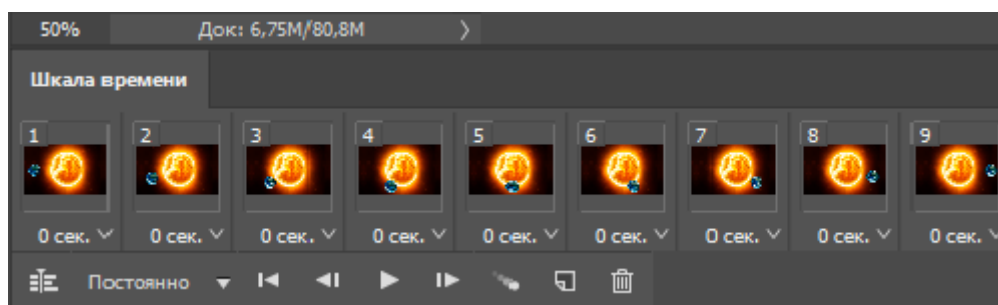 50% Док: 6,75M/80,8M
Шкала времени
1 2 3 4 5 6 7 8 9
0 сек. 0 сек. 0 сек. 0 сек. 0 сек. 0 сек. 0 сек. 0 сек. 0 сек.
Постоянно